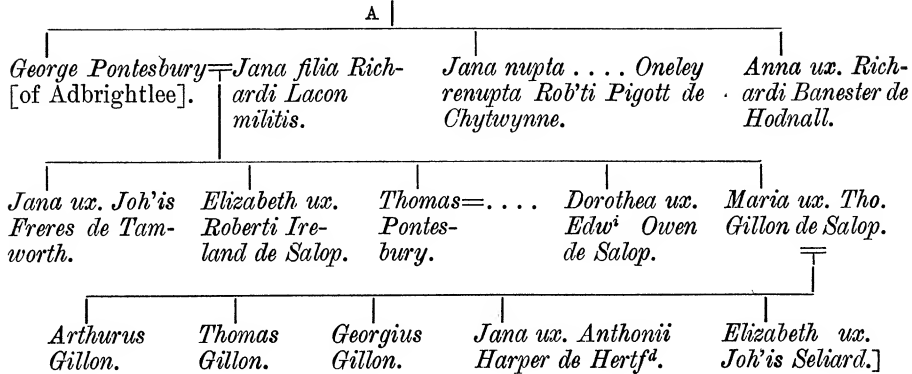 A
George Pontesbury=Jana filia Rich-
[of Adbrightlee]. ardi Lacon
militis.
Jana nupta .... Oneley
renupta Rob'ti Pigott de
Chytwynne.
Anna ux. Rich-
ardi Banester de
Hodnall.
Jana ux. Joh'is
Freres de Tam-
worth.
Elizabeth ux.
Roberti Ire-
land de Salop.
Thomas=....
Pontes-
bury.
Dorothea ux.
Edwⁱ Owen
de Salop.
Maria ux. Tho.
Gillon de Salop.
Arthurus
Gillon.
Thomas
Gillon.
Georgius
Gillon.
Jana ux. Anthonii
Harper de Hertfᵈ.
Elizabeth ux.
Joh'is Seliard.]